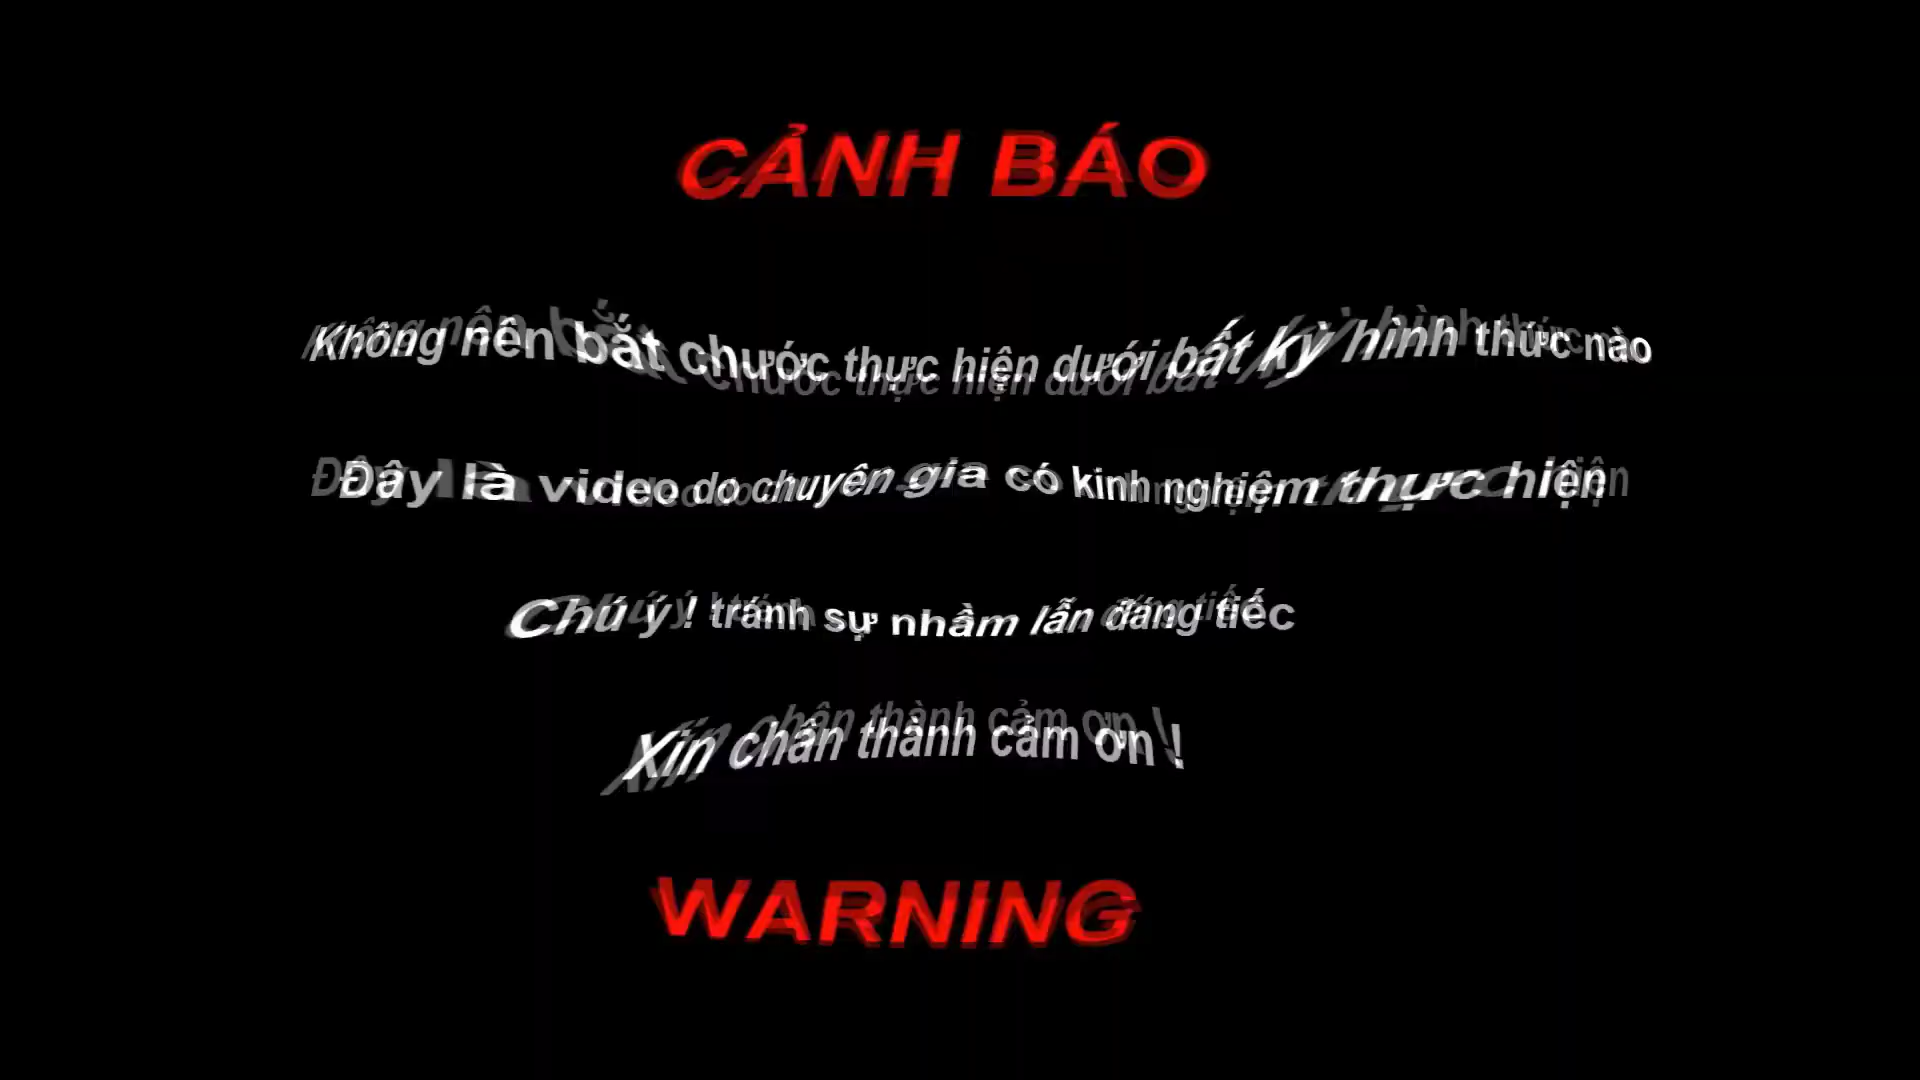 CẢNH BÁO
Không nên bắt chước thực hiện dưới bất kỳ hình thức nào
Đây là video do chuyên gia có kinh nghiệm thực hiện
Chú ý ! tránh sự nhầm lẫn đáng tiếc
Xin chân thành cảm ơn !
WARNING